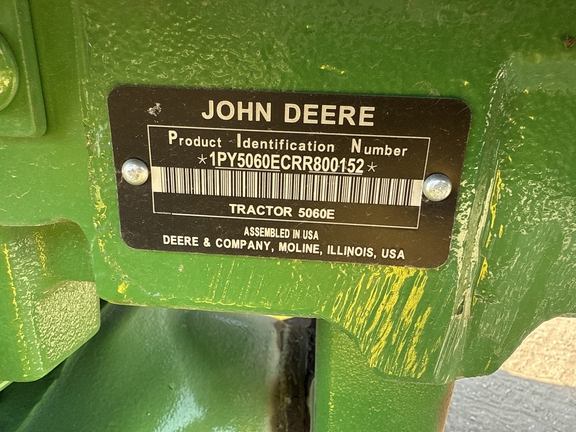 JOHN DEERE
Product Identification Number
*1PY5060ECRR800152*
TRACTOR 5060E
ASSEMBLED IN USA
DEERE & COMPANY, MOLINE, ILLINOIS, USA